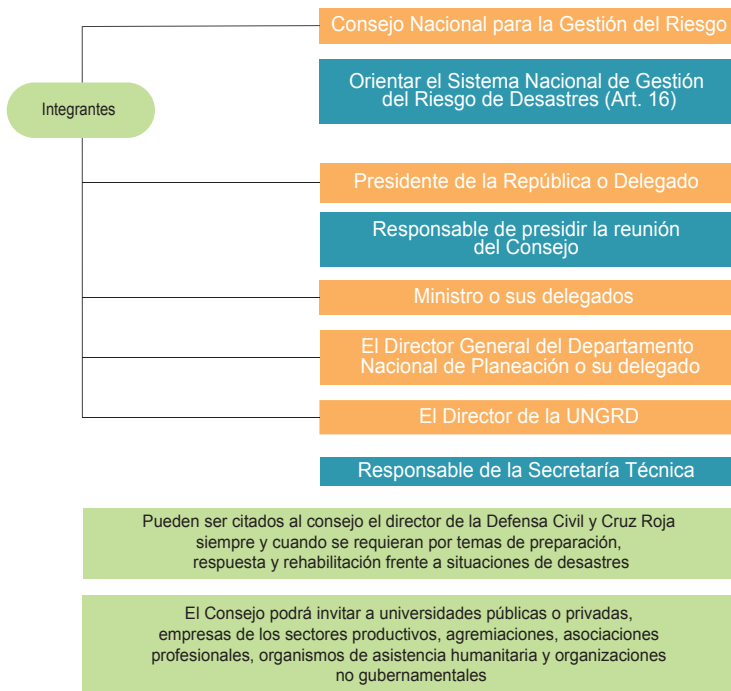 Consejo Nacional para la Gestión del Riesgo
Orientar el Sistema Nacional de Gestión
del Riesgo de Desastres (Art. 16)
Integrantes
Presidente de la República o Delegado
Responsable de presidir la reunión
del Consejo
Ministro o sus delegados
El Director General del Departamento
Nacional de Planeación o su delegado
El Director de la UNGRD
Responsable de la Secretaría Técnica
Pueden ser citados al consejo el director de la Defensa Civil y Cruz Roja
siempre y cuando se requieran por temas de preparación,
respuesta y rehabilitación frente a situaciones de desastres
El Consejo podrá invitar a universidades públicas o privadas,
empresas de los sectores productivos, agremiaciones, asociaciones
profesionales, organismos de asistencia humanitaria y organizaciones
no gubernamentales